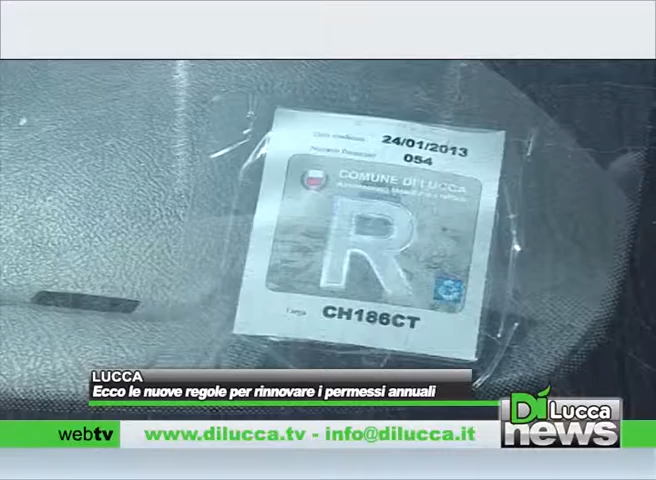 24/01/2013
054
COMUNE DI LUCCA
R
Targa
CH186CT
LUCCA
Ecco le nuove regole per rinnovare i permessi annuali
webtv
www.dilucca.tv - info@dilucca.it
Di Lucca
news